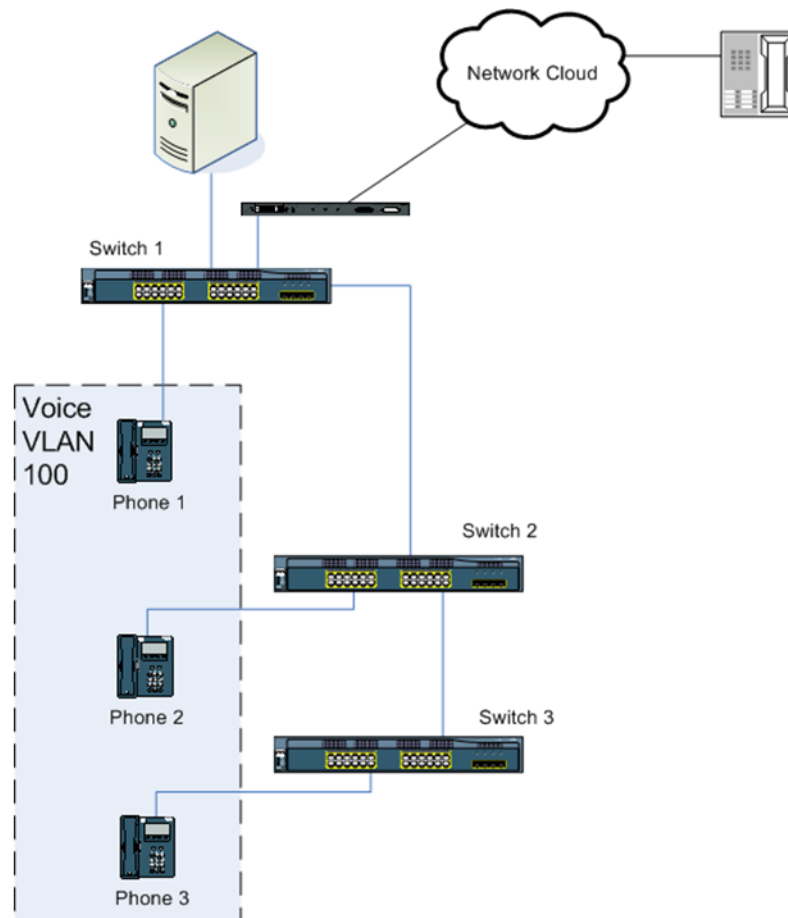 Network Cloud
Switch 1
Voice
VLAN
100
Phone 1
Switch 2
Phone 2
Switch 3
Phone 3